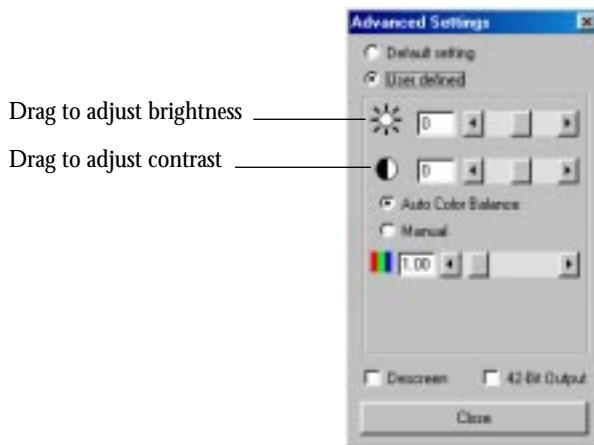 Advanced Settings
Default setting
User defined
Drag to adjust brightness
0
Drag to adjust contrast
0
Auto Color Balance
Manual
1.00
Descreen
42-Bit Output
Close